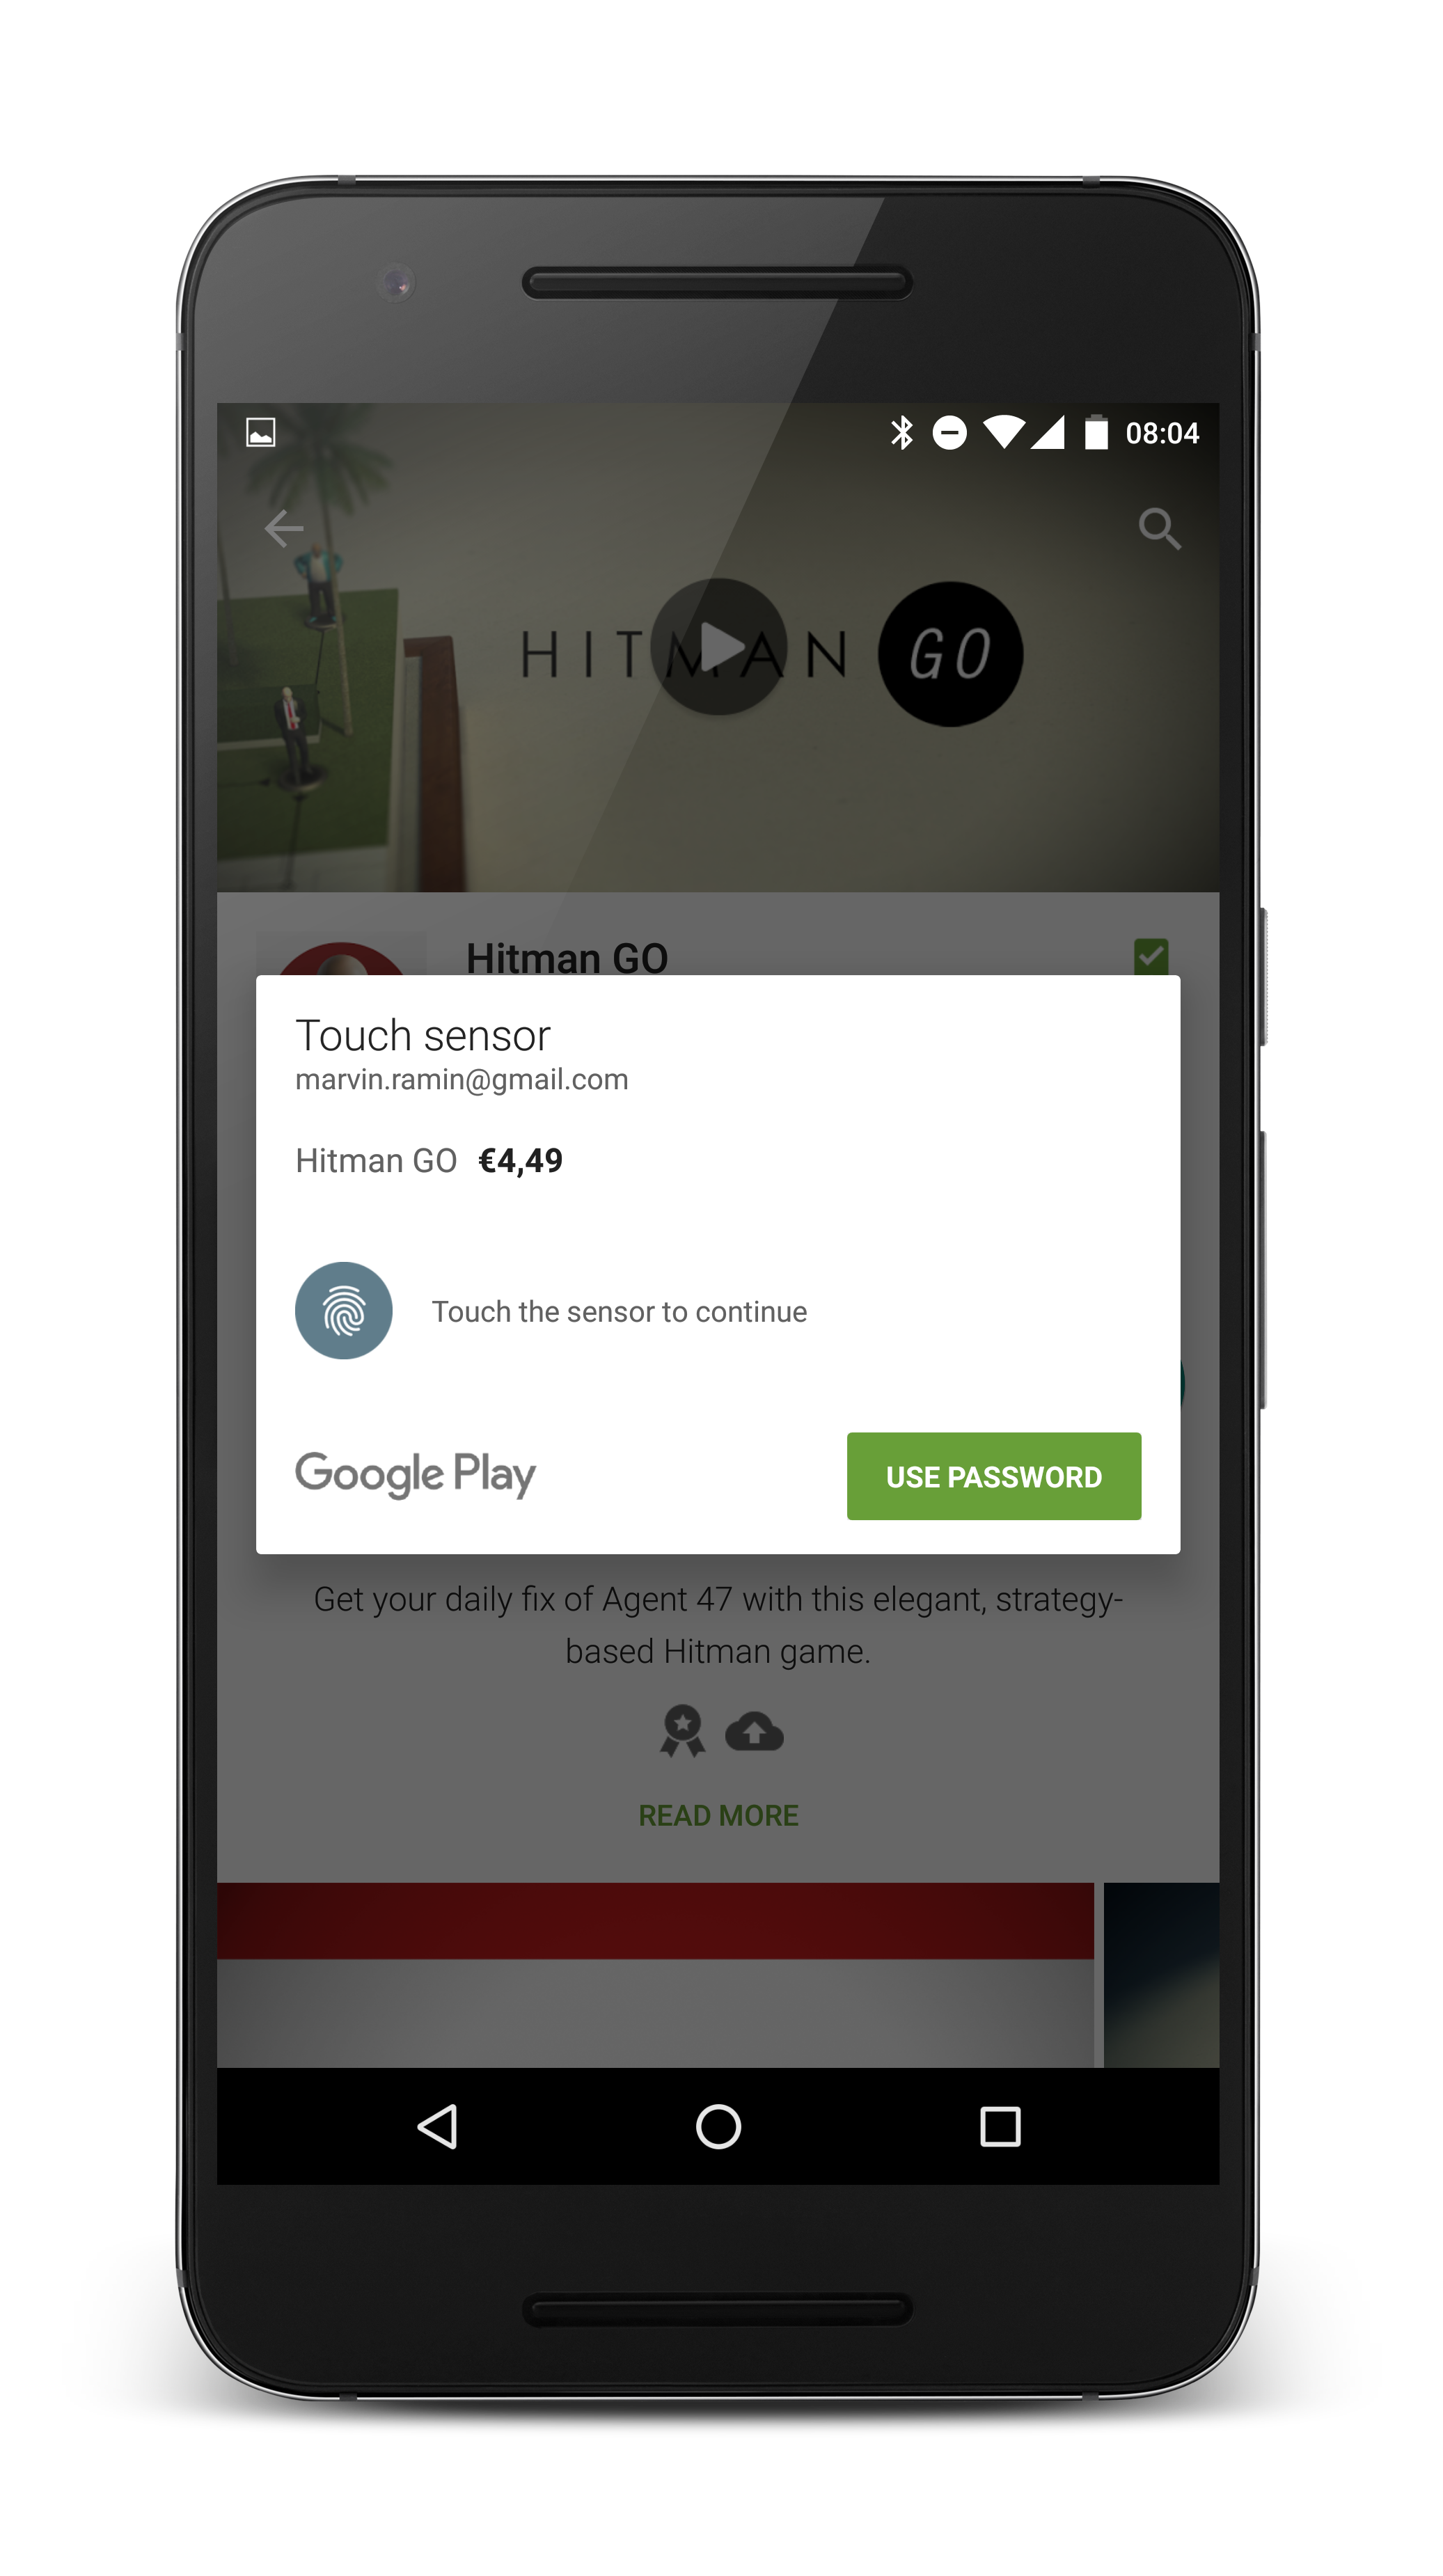 08:04
HITMAN GO
Hitman GO
Touch sensor
marvin.ramin@gmail.com
Hitman GO €4,49
Touch the sensor to continue
Google Play
USE PASSWORD
Get your daily fix of Agent 47 with this elegant, strategy-
based Hitman game.
READ MORE